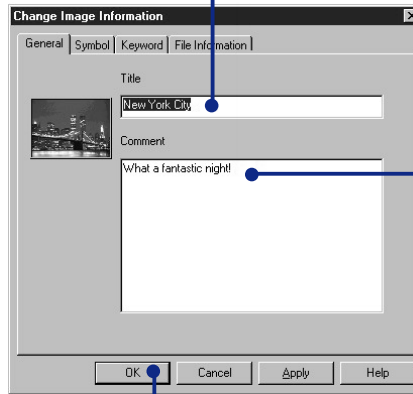 Change Image Information
General Symbol Keyword File Information
Title
New York City
Comment
What a fantastic night!
OK Cancel Apply Help